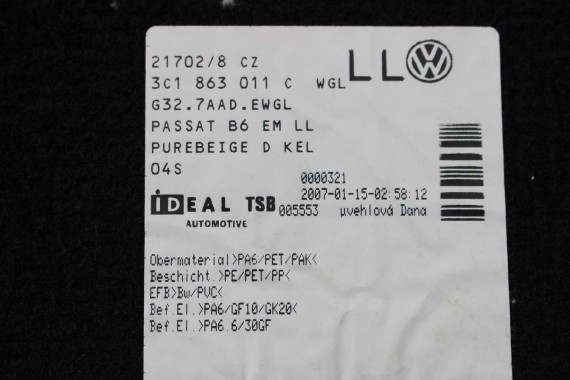 21702/8 CZ
LL
3C1 863 011 C WGL
G32.7AAD.EWGL
PASSAT B6 EM LL
PUREBEIGE D KEL
04S
0000321
2007-01-15-02:58:12
IDEAL TSB 005553 µvehlová Dana
AUTOMOTIVE
Obermaterial>PA6/PET/PAK<
Beschicht.>PE/PET/PP<
EFB>Bw/PVC<
Bef.El.>PA6/GF10/GK20<
Bef.El.>PA6.6/30GF